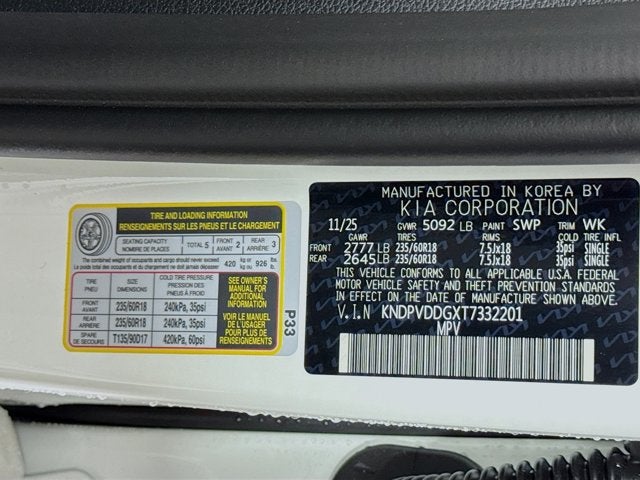 TIRE AND LOADING INFORMATION
RENSEIGNEMENTS SUR LES PNEUS ET LE CHARGEMENT
SEATING CAPACITY
NOMBRE DE PLACES
TOTAL 5
FRONT
AVANT 2
REAR
ARRIÈRE 3
The combined weight of occupants and cargo should never exceed
La poids total des occupants et du chargement ne doit jamais dépasser
420 kg or
kg ou
926 lbs.
lb.
TIRE
PNEU
SIZE
DIMENSIONS
COLD TIRE PRESSURE
PRESSION DES
PNEUS À FROID
FRONT
AVANT
235/60R18
240kPa, 35psi
REAR
ARRIÈRE
235/60R18
240kPa, 35psi
SPARE
DE SECOURS
T135/90D17
420kPa, 60psi
SEE OWNER'S
MANUAL FOR
ADDITIONAL
INFORMATION
VOIR LE MANUEL
DE L'USAGER
POUR PLUS DE
RENSEIGNEMENTS
P33
MANUFACTURED IN KOREA BY
KIA CORPORATION
11/25 GVWR 5092 LB PAINT SWP TRIM WK
GAWR TIRES RIMS COLD TIRE INFL
FRONT 2777 LB 235/60R18 7.5Jx18 35psi SINGLE
REAR 2645 LB 235/60R18 7.5Jx18 35psi SINGLE
THIS VEHICLE CONFORMS TO ALL APPLICABLE U.S.A. FEDERAL
MOTOR VEHICLE SAFETY AND THEFT PREVENTION STANDARDS
IN EFFECT ON THE DATE OF MANUFACTURE SHOWN ABOVE.
V.I.N KNDPVDDGXT7332201
MPV